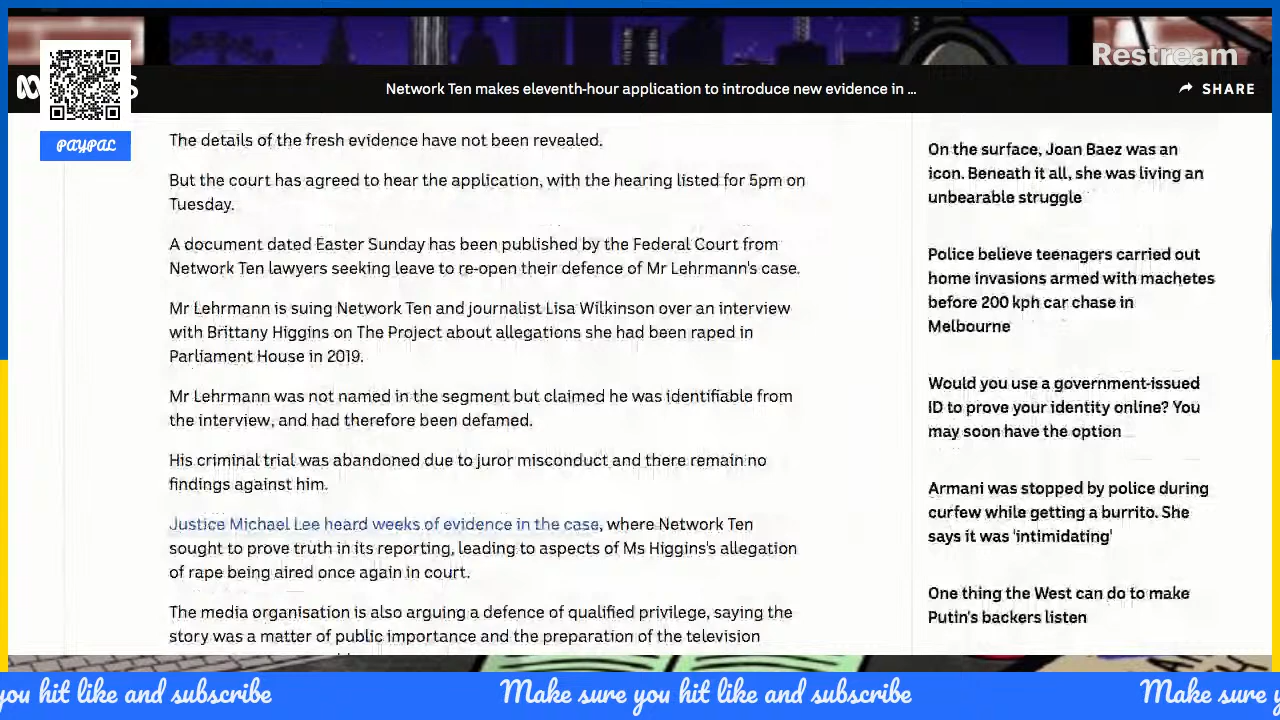 Restream
S
Network Ten makes eleventh-hour application to introduce new evidence in ...
SHARE
PAYPAL
The details of the fresh evidence have not been revealed.
But the court has agreed to hear the application, with the hearing listed for 5pm on
Tuesday.
A document dated Easter Sunday has been published by the Federal Court from
Network Ten lawyers seeking leave to re-open their defence of Mr Lehrmann's case.
Mr Lehrmann is suing Network Ten and journalist Lisa Wilkinson over an interview
with Brittany Higgins on The Project about allegations she had been raped in
Parliament House in 2019.
Mr Lehrmann was not named in the segment but claimed he was identifiable from
the interview, and had therefore been defamed.
His criminal trial was abandoned due to juror misconduct and there remain no
findings against him.
Justice Michael Lee heard weeks of evidence in the case, where Network Ten
sought to prove truth in its reporting, leading to aspects of Ms Higgins's allegation
of rape being aired once again in court.
The media organisation is also arguing a defence of qualified privilege, saying the
story was a matter of public importance and the preparation of the television
On the surface, Joan Baez was an
icon. Beneath it all, she was living an
unbearable struggle
Police believe teenagers carried out
home invasions armed with machetes
before 200 kph car chase in
Melbourne
Would you use a government-issued
ID to prove your identity online? You
may soon have the option
Armani was stopped by police during
curfew while getting a burrito. She
says it was 'intimidating'
One thing the West can do to make
Putin's backers listen
you hit like and subscribe
Make sure you hit like and subscribe
Make sure y